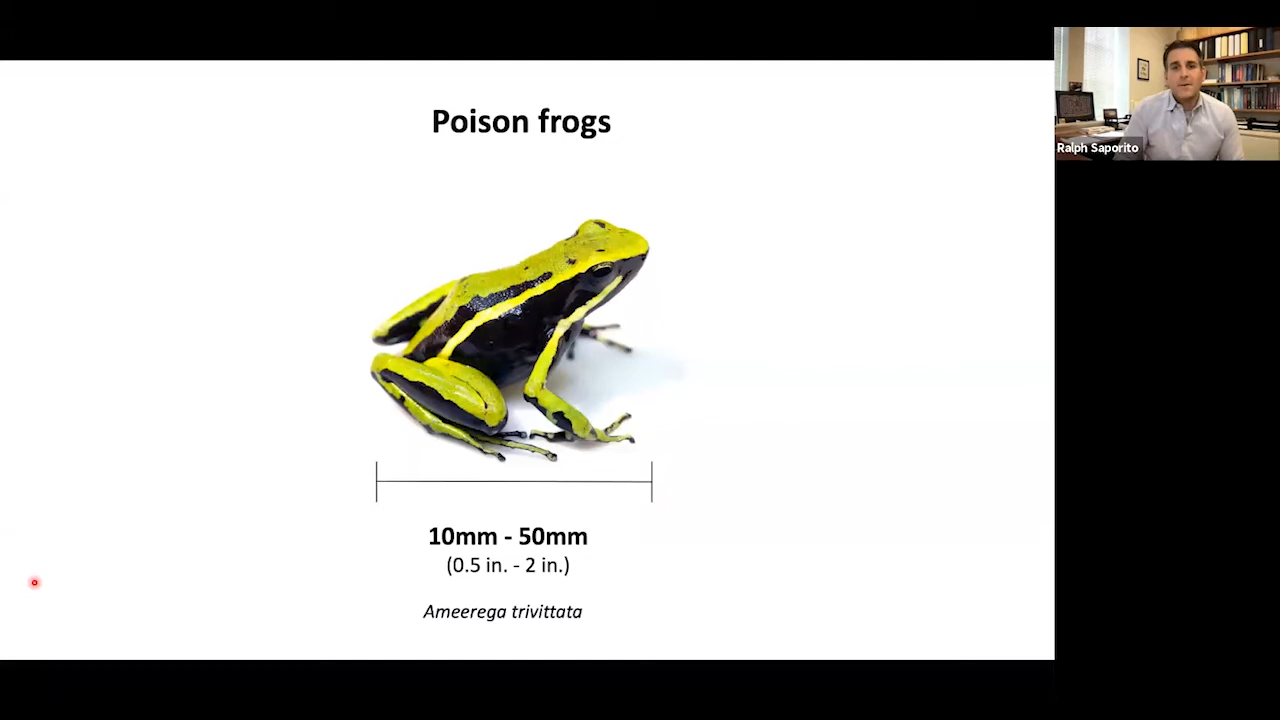 Poison frogs
Ralph Saporito
10mm - 50mm
(0.5 in. - 2 in.)
Ameerega trivittata